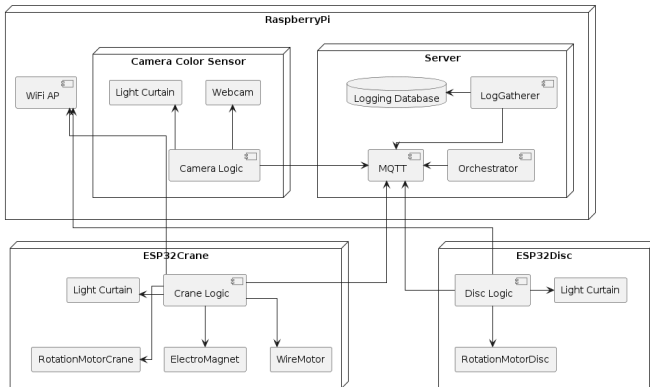 RaspberryPi
Camera Color Sensor
Server
WiFi AP
Light Curtain
Webcam
Logging Database
LogGatherer
Camera Logic
MQTT
Orchestrator
ESP32Crane
ESP32Disc
Light Curtain
Crane Logic
Disc Logic
Light Curtain
RotationMotorCrane
ElectroMagnet
WireMotor
RotationMotorDisc